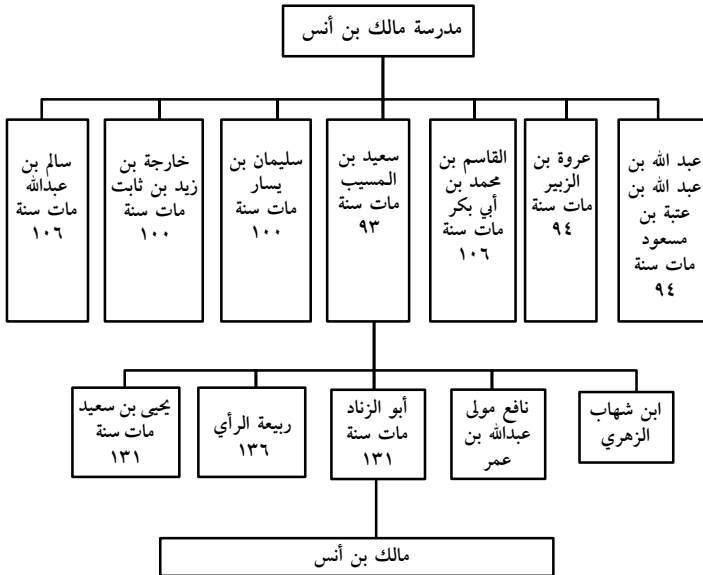 مدرسة مالك بن أنس
عبد الله بن
عبد الله بن
عتبة بن
مسعود
مات سنة
٩٤
عروة بن
الزبير
مات سنة
٩٤
القاسم بن
محمد بن
أبي بكر
مات سنة
١٠٦
سعيد بن
المسيب
مات سنة
٩٣
سليمان بن
يسار
مات سنة
١٠٠
خارجة بن
زيد بن ثابت
مات سنة
١٠٠
سالم بن
عبدالله
مات سنة
١٠٦
ابن شهاب
الزهري
نافع مولى
عبدالله بن
عمر
أبو الزناد
مات سنة
١٣١
ربيعة الرأي
١٣٦
يحيى بن سعيد
مات سنة
١٣١
مالك بن أنس